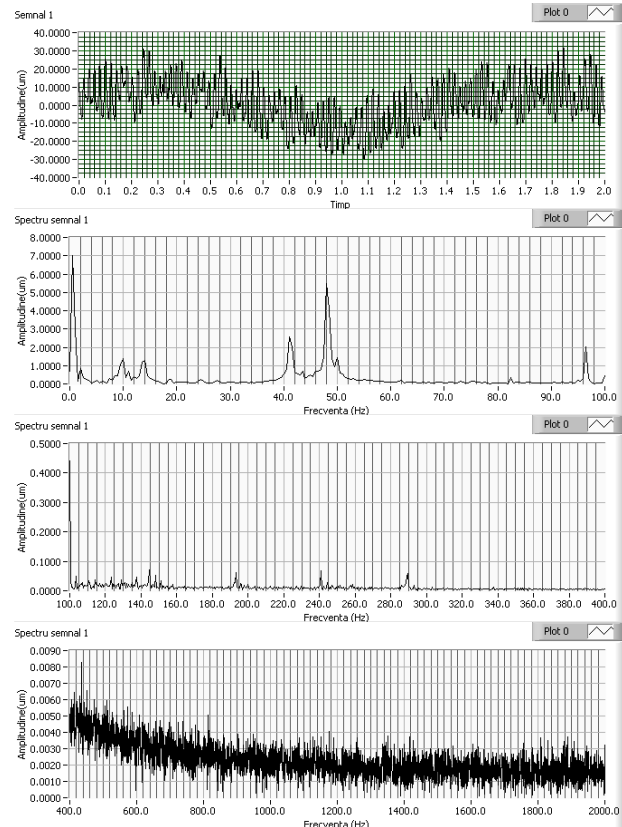 Semnal 1
Plot 0
40.0000
30.0000
20.0000
10.0000
0.0000
-10.0000
-20.0000
-30.0000
-40.0000
Amplitudine(um)
0.0 0.1 0.2 0.3 0.4 0.5 0.6 0.7 0.8 0.9 1.0 1.1 1.2 1.3 1.4 1.5 1.6 1.7 1.8 1.9 2.0
Timp
Spectru semnal 1
Plot 0
8.0000
7.0000
6.0000
5.0000
4.0000
3.0000
2.0000
1.0000
0.0000
Amplitudine(um)
0.0 10.0 20.0 30.0 40.0 50.0 60.0 70.0 80.0 90.0 100.0
Frecventa (Hz)
Spectru semnal 1
Plot 0
0.5000
0.4000
0.3000
0.2000
0.1000
0.0000
Amplitudine(um)
100.0 120.0 140.0 160.0 180.0 200.0 220.0 240.0 260.0 280.0 300.0 320.0 340.0 360.0 380.0 400.0
Frecventa (Hz)
Spectru semnal 1
Plot 0
0.0090
0.0080
0.0070
0.0060
0.0050
0.0040
0.0030
0.0020
0.0010
0.0000
Amplitudine(um)
400.0 600.0 800.0 1000.0 1200.0 1400.0 1600.0 1800.0 2000.0
Frecventa (Hz)